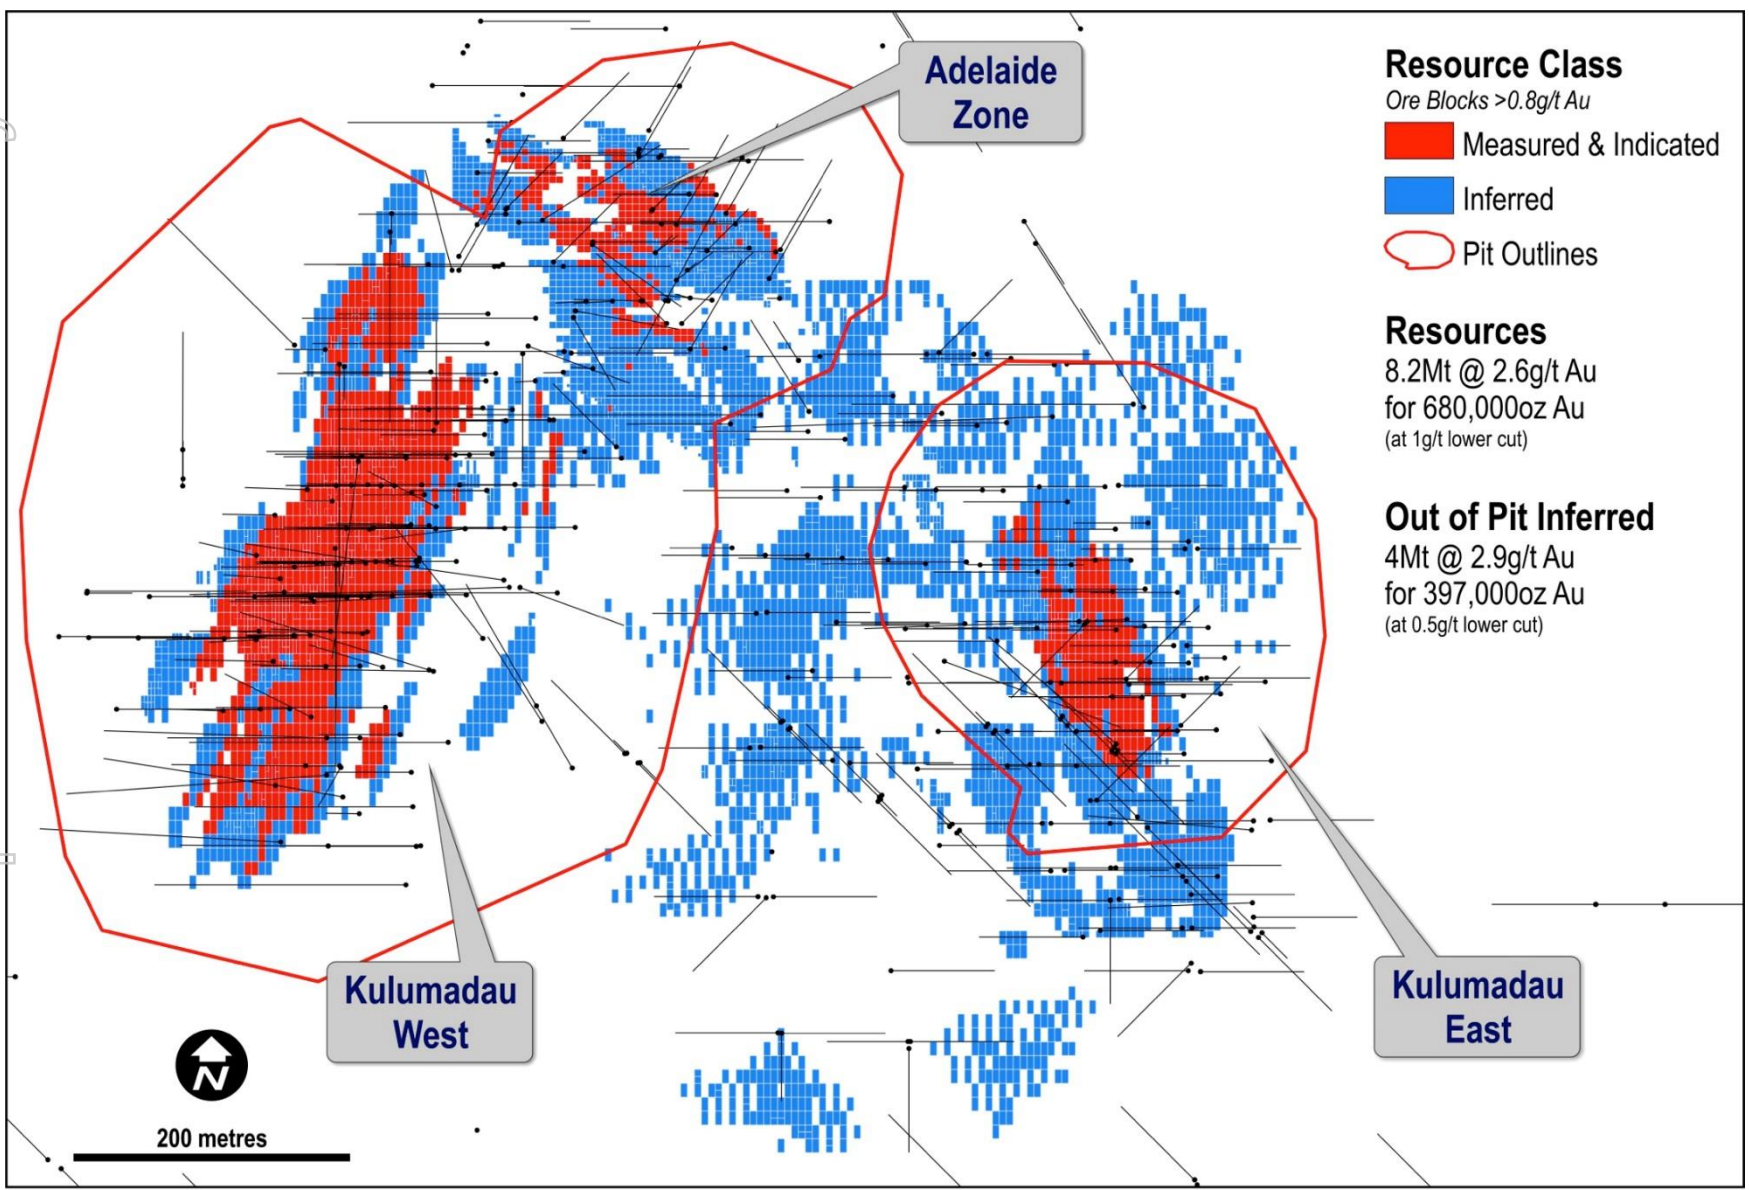 Adelaide
Zone
Resource Class
Ore Blocks >0.8g/t Au
Measured & Indicated
Inferred
Pit Outlines
Resources
8.2Mt @ 2.6g/t Au
for 680,000oz Au
(at 1g/t lower cut)
Out of Pit Inferred
4Mt @ 2.9g/t Au
for 397,000oz Au
(at 0.5g/t lower cut)
Kulumadau
West
Kulumadau
East
N
200 metres